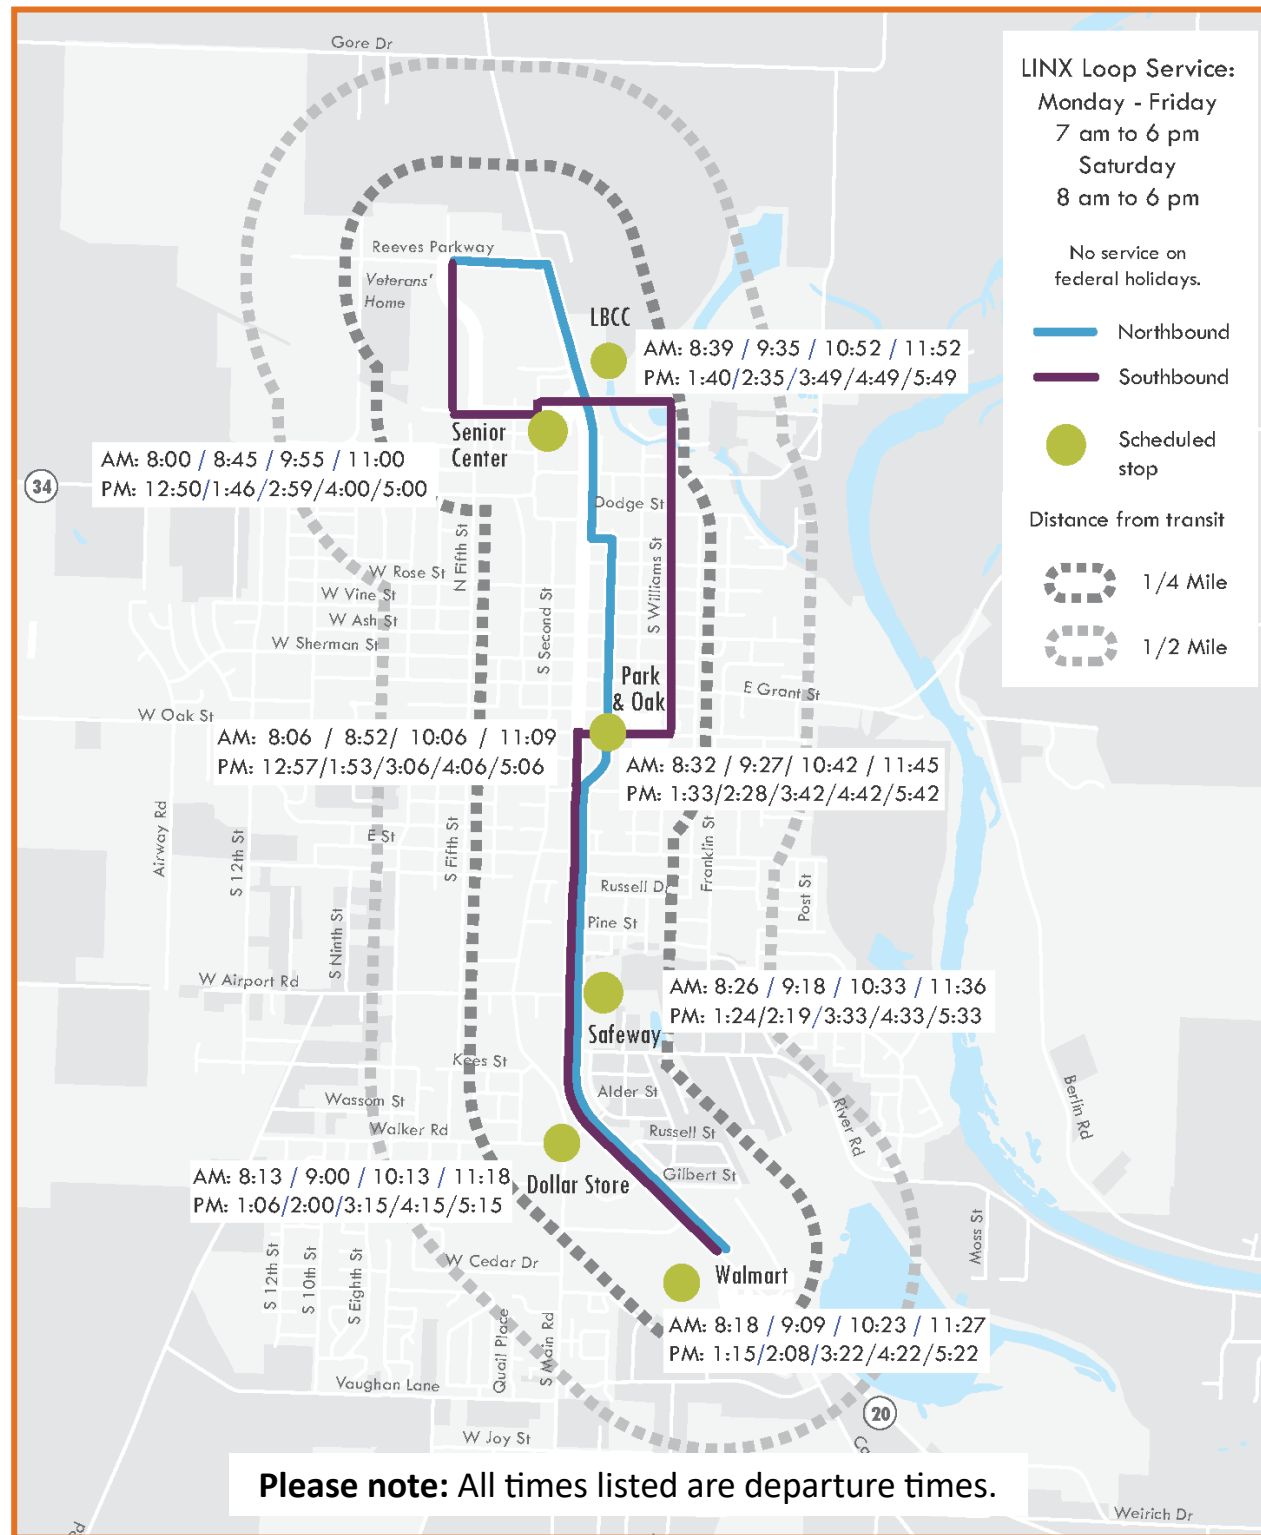 Gore Dr
LINX Loop Service:
Monday - Friday
7 am to 6 pm
Saturday
8 am to 6 pm
No service on
federal holidays.
Northbound
Southbound
Scheduled
stop
Distance from transit
1/4 Mile
1/2 Mile
Reeves Parkway
Veterans'
Home
LBCC
AM: 8:39 / 9:35 / 10:52 / 11:52
PM: 1:40/2:35/3:49/4:49/5:49
Senior
Center
AM: 8:00 / 8:45 / 9:55 / 11:00
PM: 12:50/1:46/2:59/4:00/5:00
34
Dodge St
N Fifth St
W Rose St
W Vine St
W Ash St
W Sherman St
S Second St
S Williams St
Park
& Oak
E Grant St
W Oak St
AM: 8:06 / 8:52/ 10:06 / 11:09
PM: 12:57/1:53/3:06/4:06/5:06
AM: 8:32 / 9:27/ 10:42 / 11:45
PM: 1:33/2:28/3:42/4:42/5:42
Airway Rd
S 12th St
E St
S Fifth St
Franklin St
Russell Dr
Post St
Pine St
S Ninth St
W Airport Rd
AM: 8:26 / 9:18 / 10:33 / 11:36
PM: 1:24/2:19/3:33/4:33/5:33
Safeway
Kees St
Alder St
Wassom St
Walker Rd
Russell St
River Rd
Berlin Rd
Gilbert St
AM: 8:13 / 9:00 / 10:13 / 11:18
PM: 1:06/2:00/3:15/4:15/5:15
Dollar Store
Moss St
S 12th St
S 10th St
S Eighth St
W Cedar Dr
Walmart
AM: 8:18 / 9:09 / 10:23 / 11:27
PM: 1:15/2:08/3:22/4:22/5:22
Quail Place
S Main Rd
Vaughan Lane
20
W Joy St
Please note: All times listed are departure times.
Weirich Dr